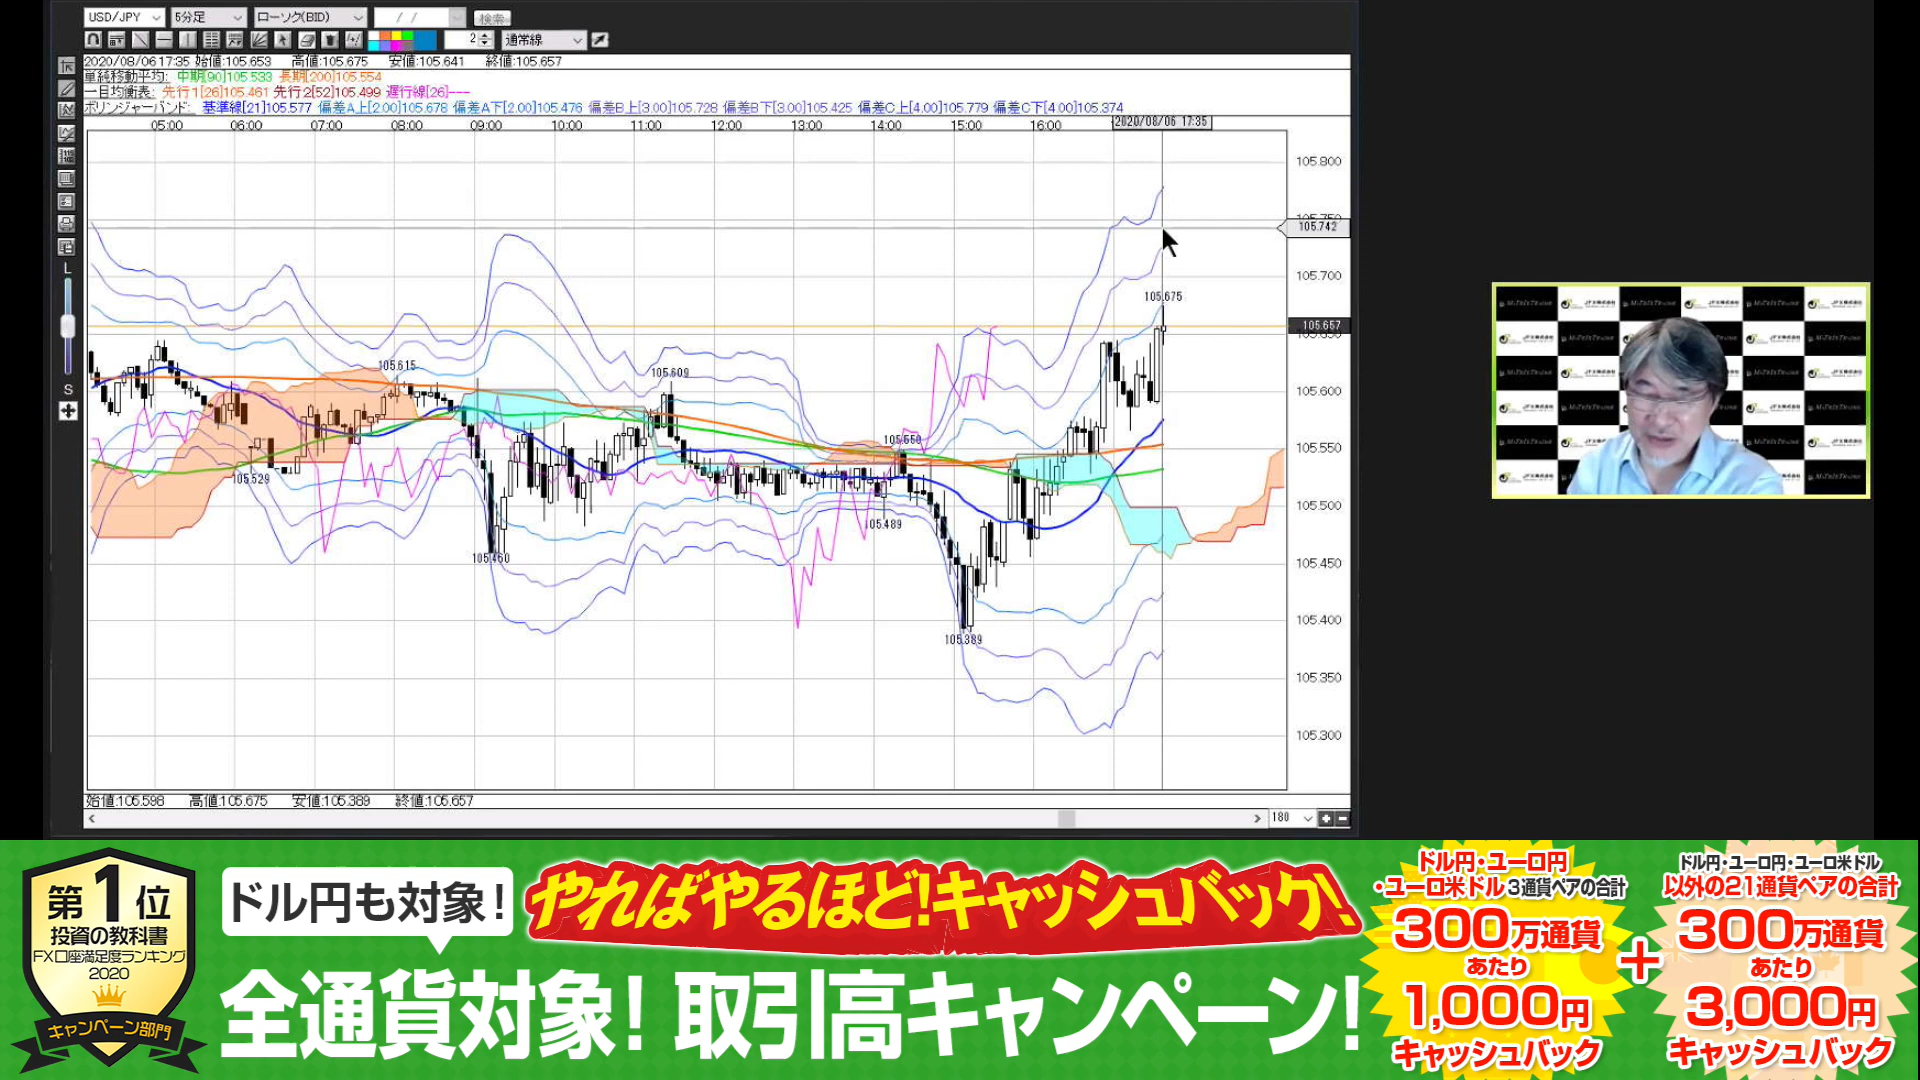 USD/JPY 5分足 ローソク(BID) / / 検索
2 通常線
2020/08/06 17:35 始値:105.653 高値:105.675 安値:105.641 終値:105.657
単純移動平均: 中期[90]105.533 長期[200]105.554
一目均衡表: 先行1[26]105.461 先行2[52]105.499 遅行線[26]---
ボリンジャーバンド: 基準線[21]105.577 偏差A上[2.00]105.678 偏差A下[2.00]105.476 偏差B上[3.00]105.728 偏差B下[3.00]105.425 偏差C上[4.00]105.779 偏差C下[4.00]105.374
05:00 06:00 07:00 08:00 09:00 10:00 11:00 12:00 13:00 14:00 15:00 16:00 2020/08/06 17:35
105.800
105.750
105.742
105.700
105.675
105.657
105.650
105.615
105.609
105.600
105.550
105.550
105.529
105.500
105.489
105.460
105.450
105.400
105.389
105.350
105.300
L
S
始値:105.598 高値:105.675 安値:105.389 終値:105.657
180
第1位
投資の教科書
FX口座満足度ランキング
2020
キャンペーン部門
ドル円も対象!
やればやるほど!キャッシュバック!
全通貨対象!取引高キャンペーン!
ドル円・ユーロ円
・ユーロ米ドル 3通貨ペアの合計
300万通貨
あたり
1,000円
キャッシュバック
+
ドル円・ユーロ円・ユーロ米ドル
以外の21通貨ペアの合計
300万通貨
あたり
3,000円
キャッシュバック